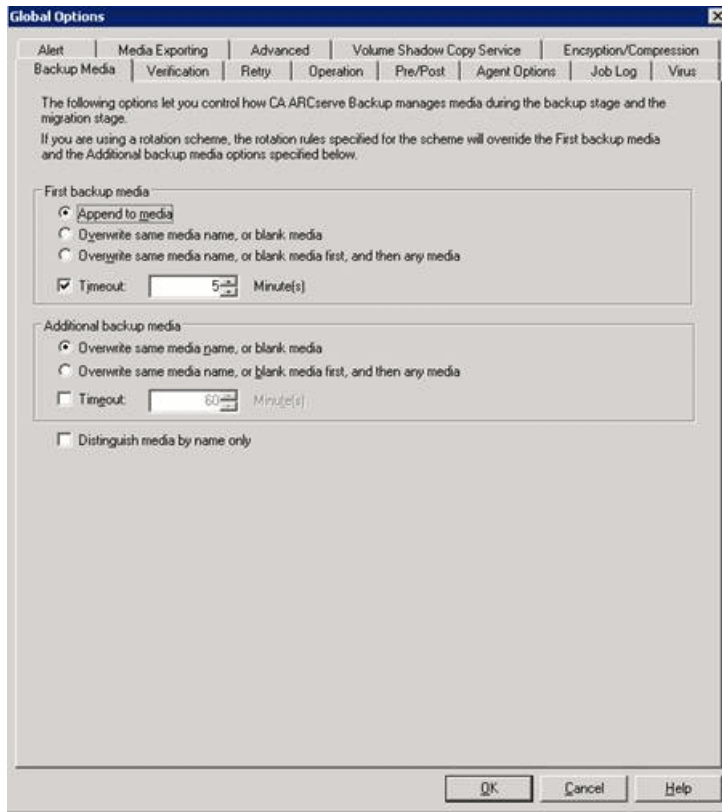 Global Options
Alert
Media Exporting
Advanced
Volume Shadow Copy Service
Encryption/Compression
Backup Media
Verification
Retry
Operation
Pre/Post
Agent Options
Job Log
Virus
The following options let you control how CA ARCserve Backup manages media during the backup stage and the
migration stage.
If you are using a rotation scheme, the rotation rules specified for the scheme will override the First backup media
and the Additional backup media options specified below.
First backup media
Append to media
Overwrite same media name, or blank media
Overwrite same media name, or blank media first, and then any media
Timeout: 5 Minute(s)
Additional backup media
Overwrite same media name, or blank media
Overwrite same media name, or blank media first, and then any media
Timeout: 60 Minute(s)
Distinguish media by name only
OK
Cancel
Help